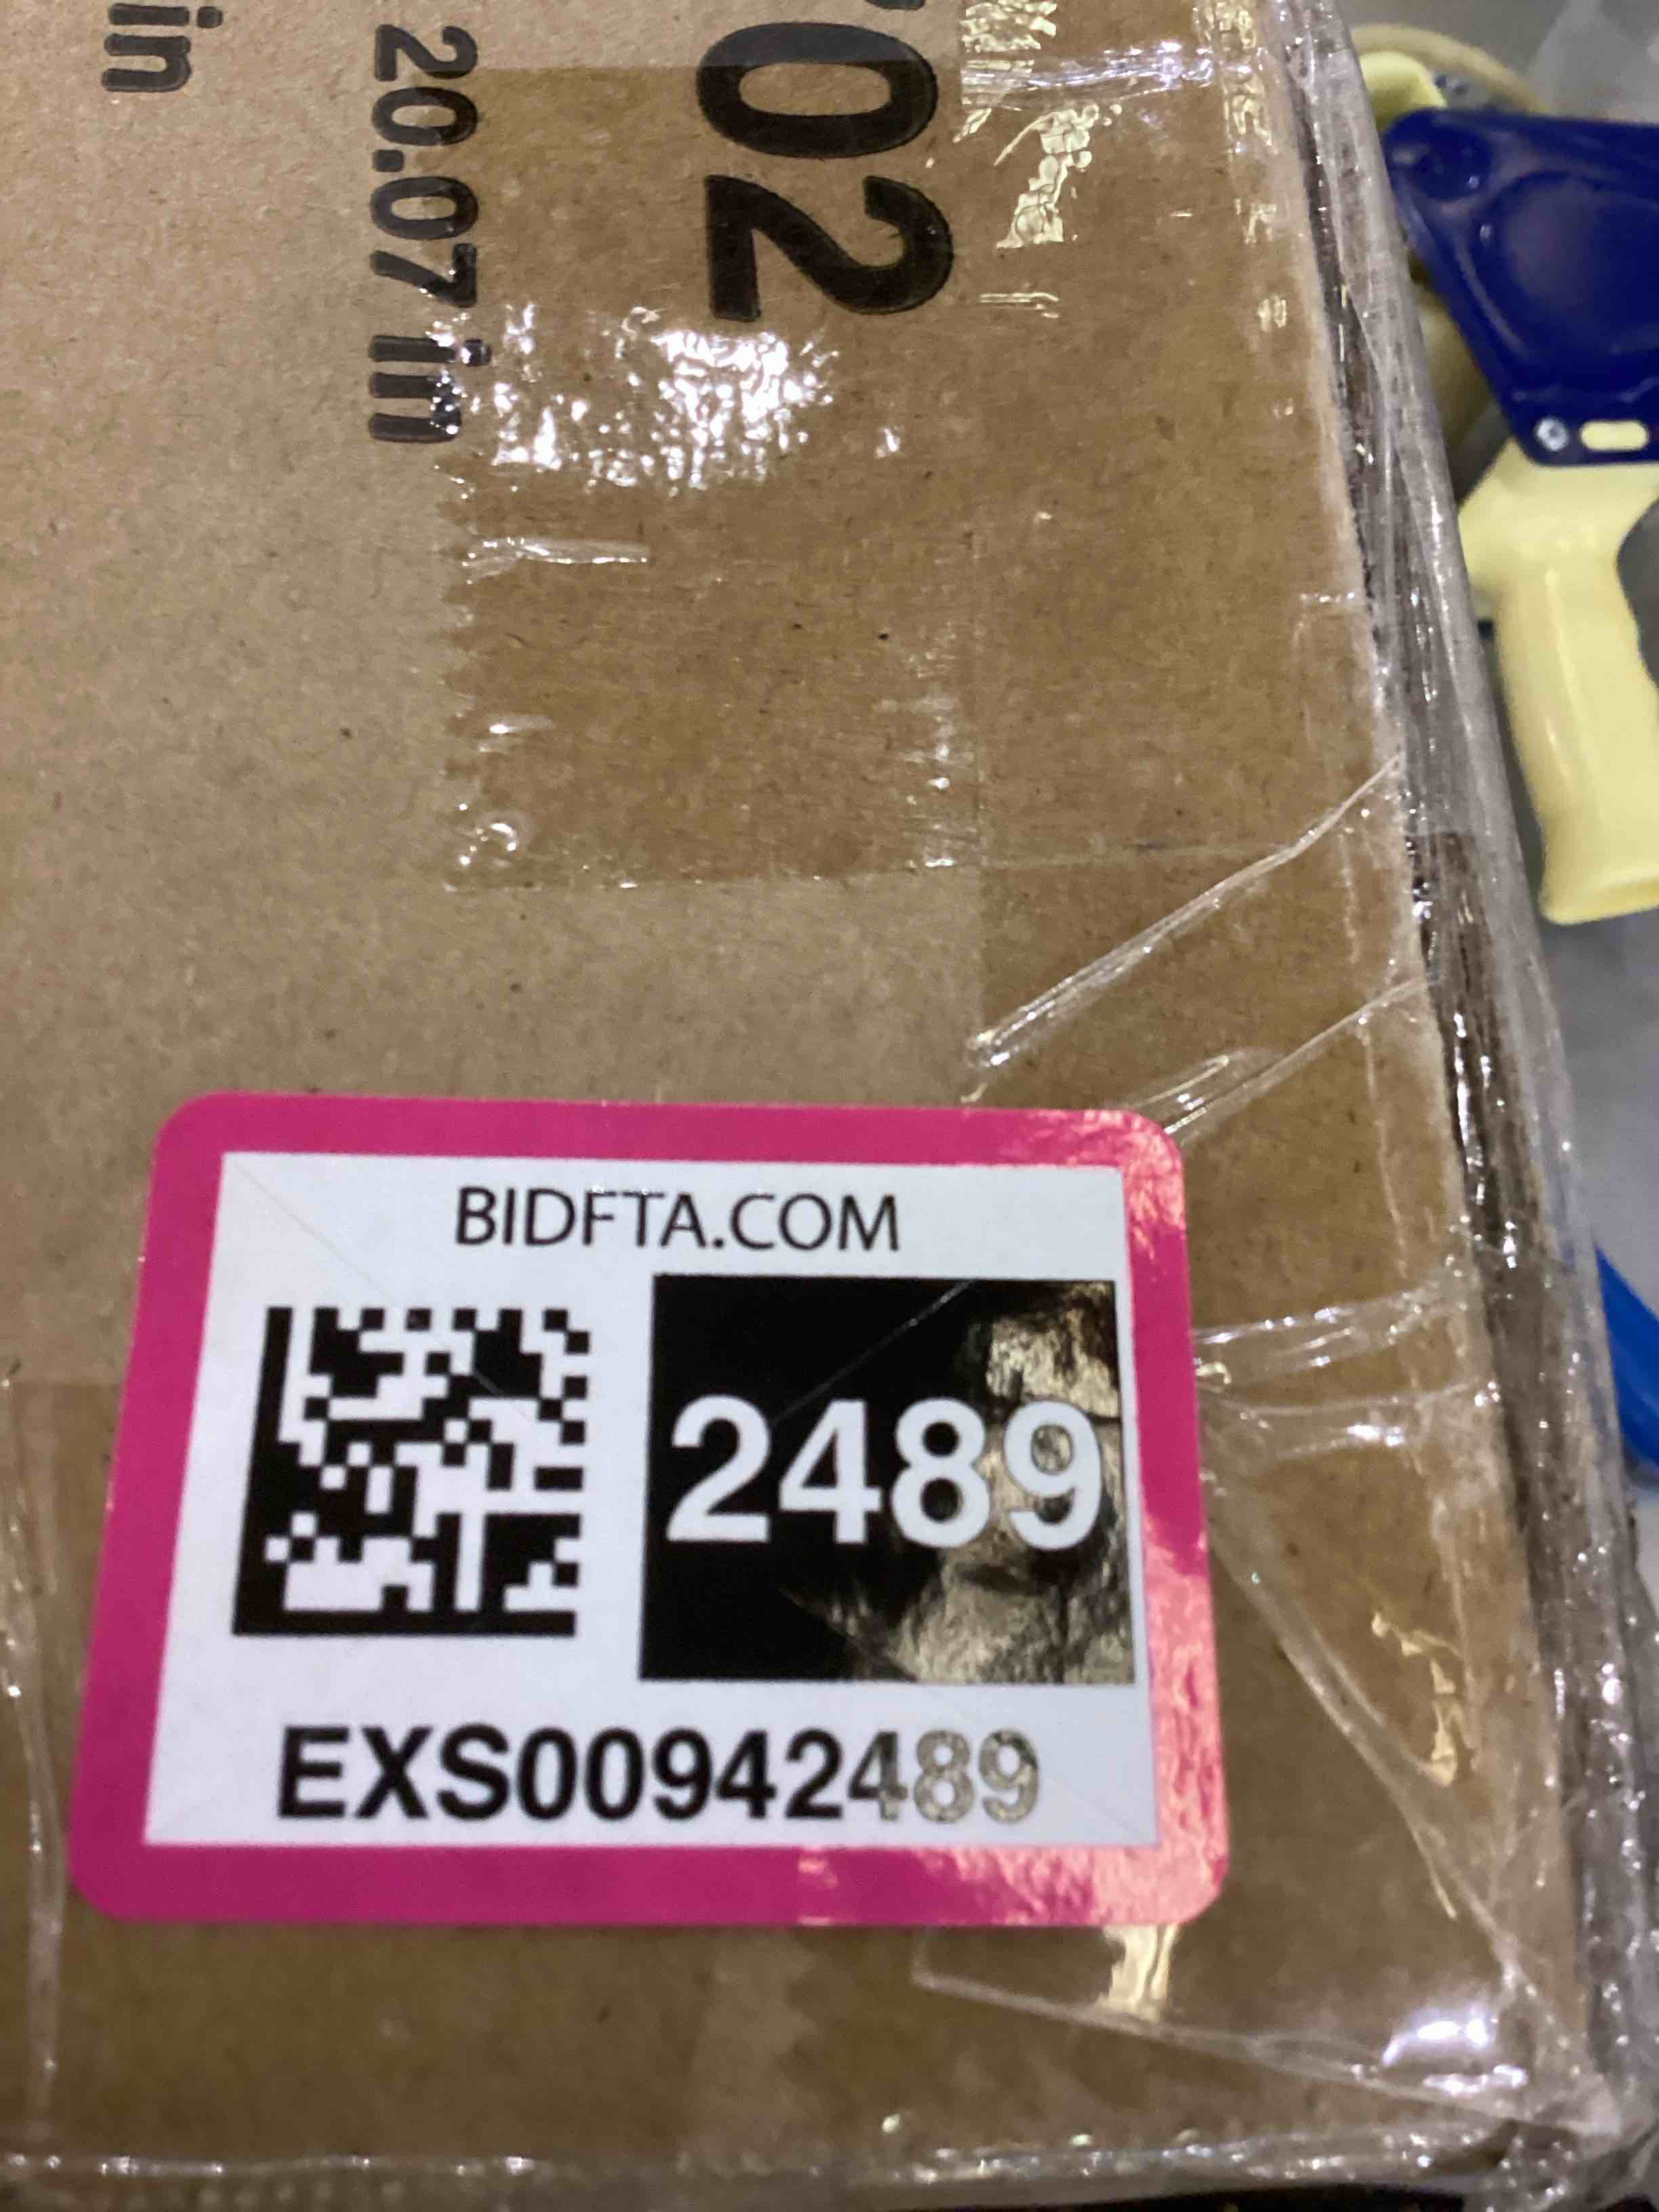 in
20.07 in
02
BIDFTA.COM
2489
EXS00942489